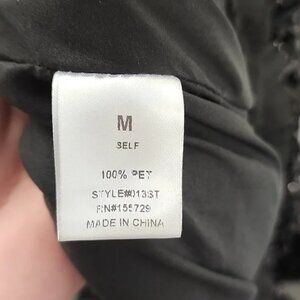 M
SELF
100% PET
STYLE#013ST
RN#155729
MADE IN CHINA